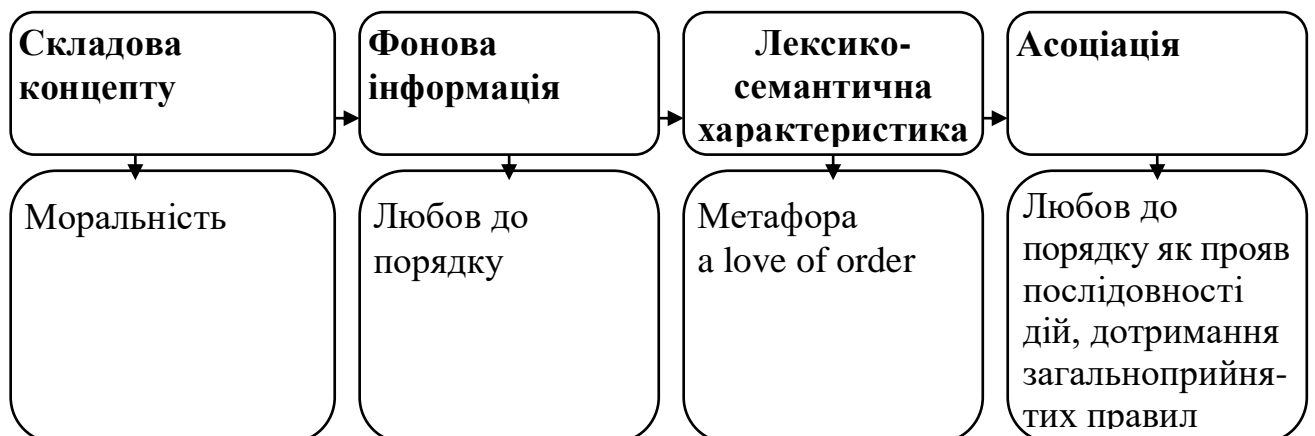 Складова
концепту
Фонова
інформація
Лексико-
семантична
характеристика
Асоціація
Моральність
Любов до
порядку
Метафора
a love of order
Любов до
порядку як прояв
послідовності
дій, дотримання
загальноприйня-
тих правил